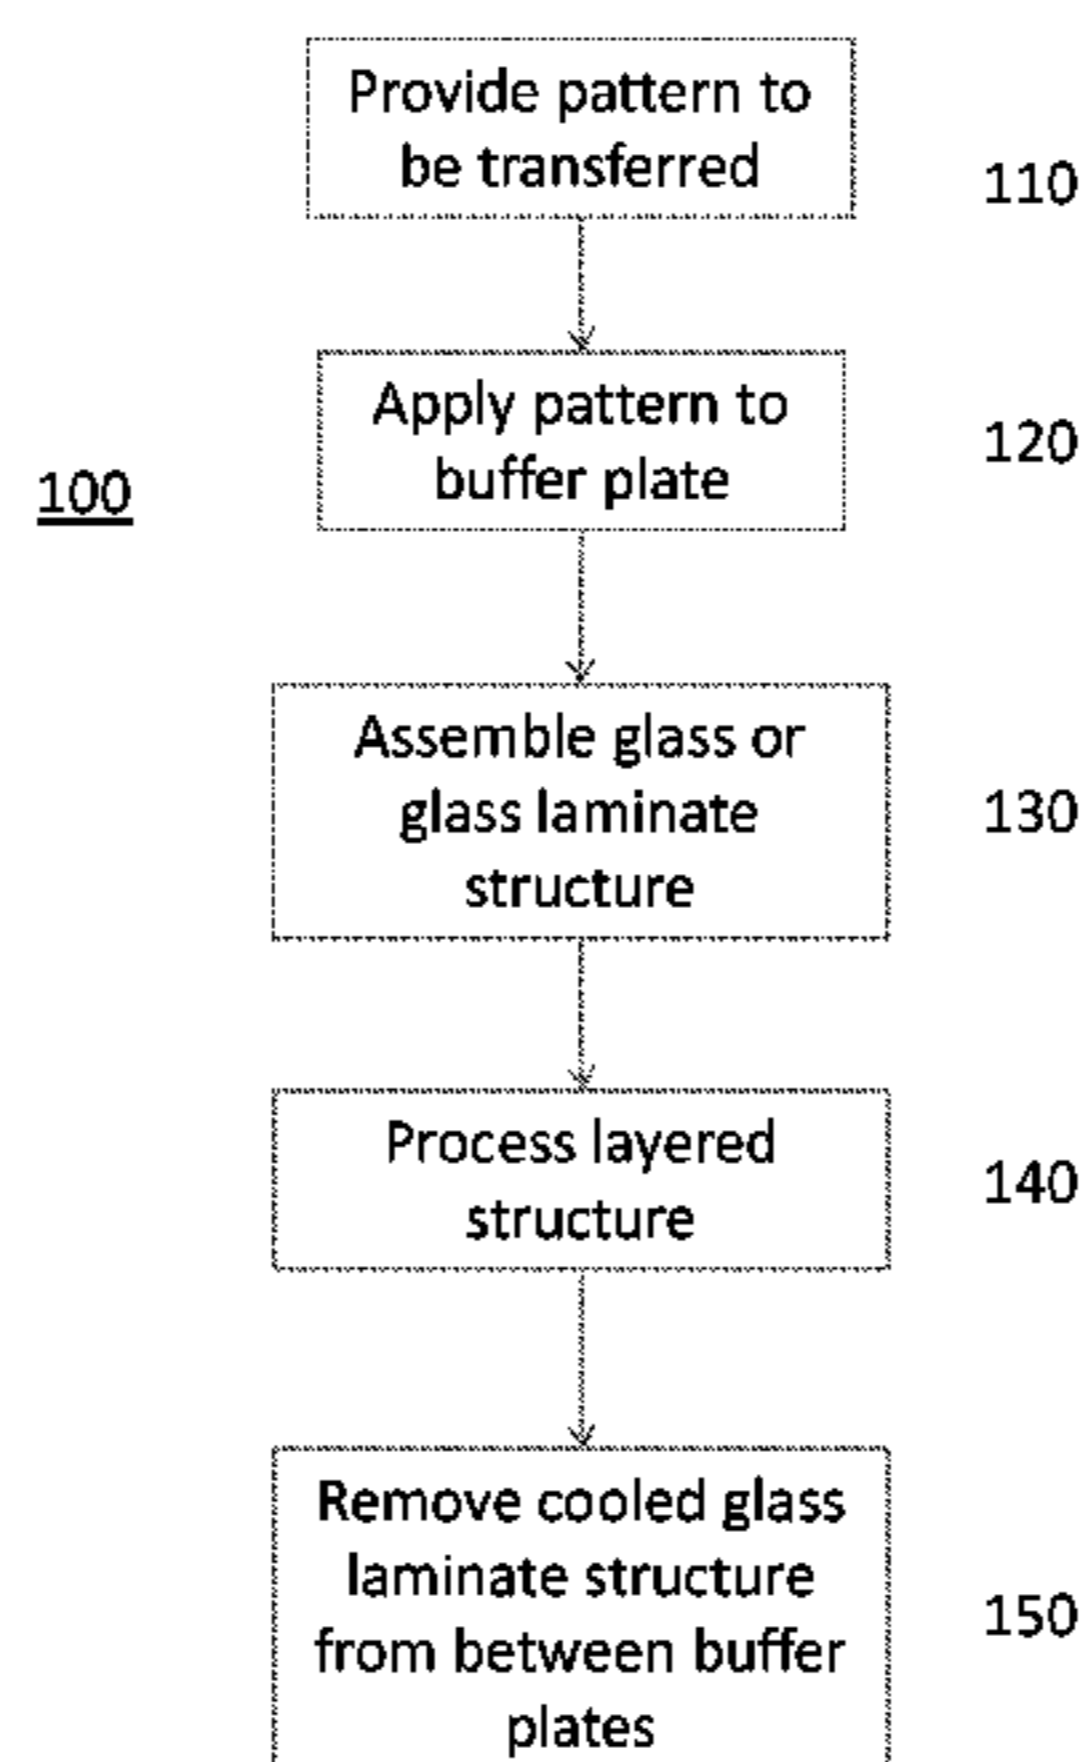 Provide pattern to
be transferred
110
Apply pattern to
buffer plate
120
100
Assemble glass or
glass laminate
structure
130
Process layered
structure
140
Remove cooled glass
laminate structure
from between buffer
plates
150